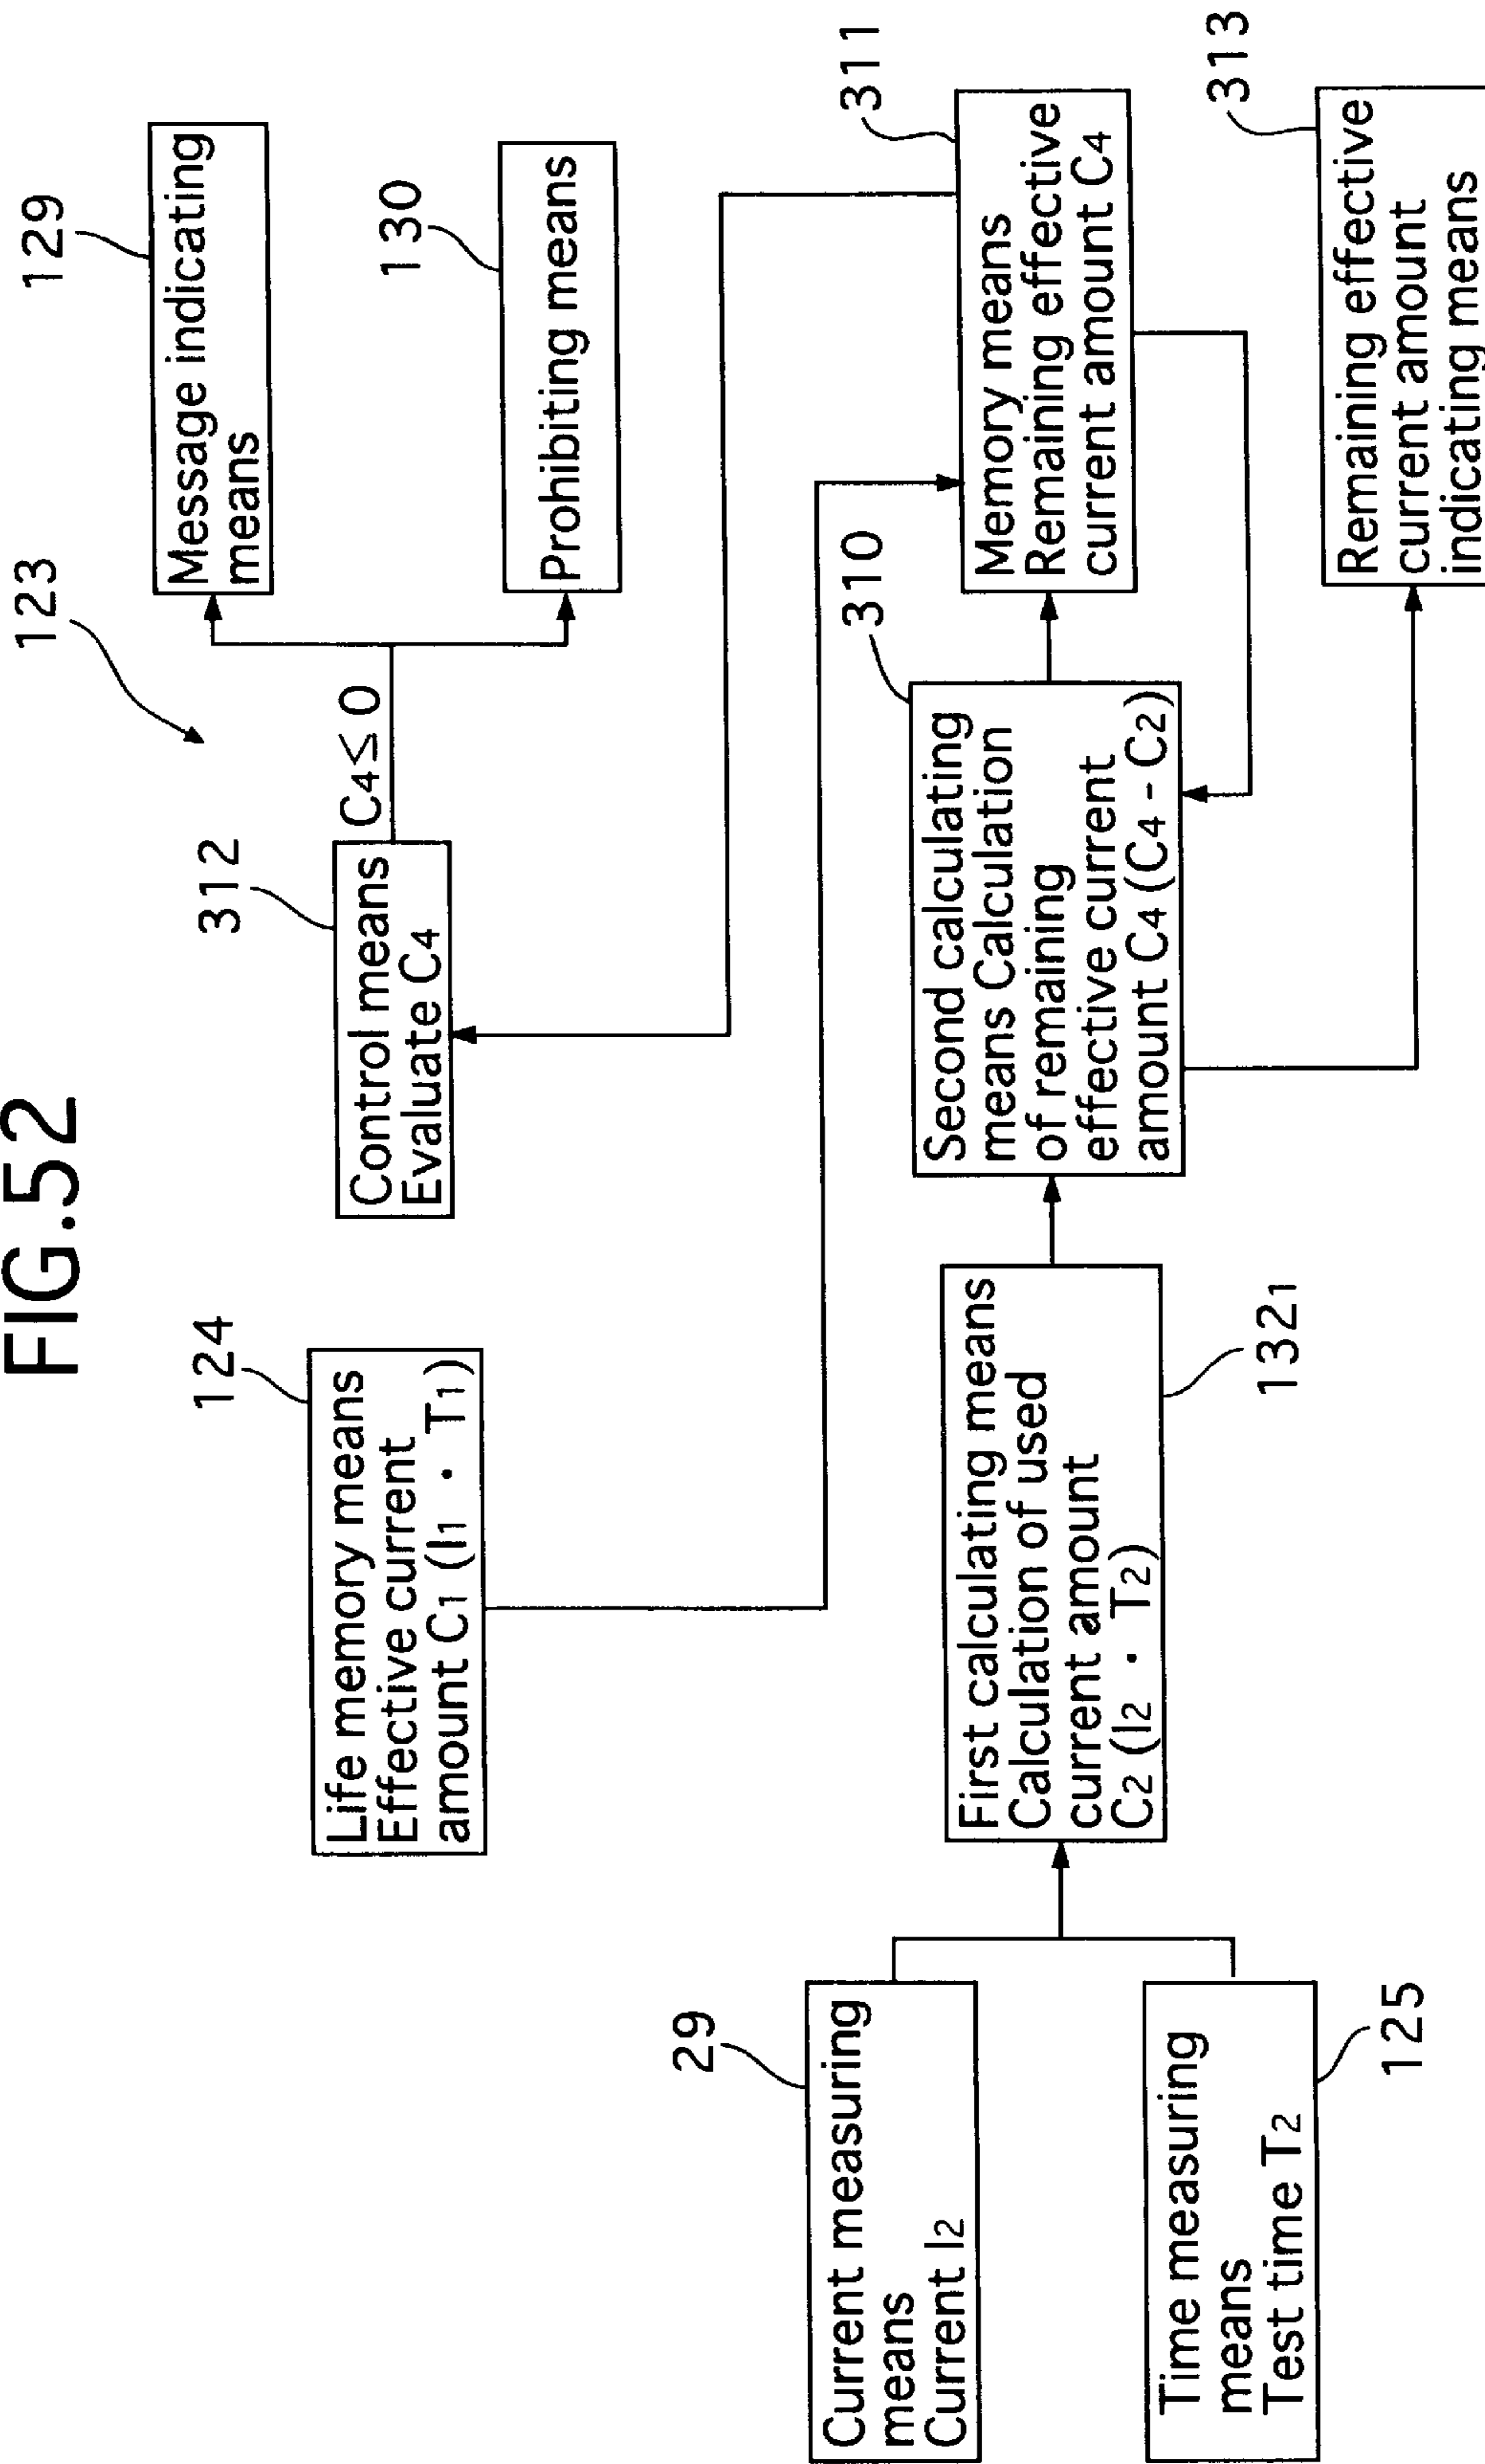 FIG.52
123
129
Message indicating
means
130
Prohibiting means
312
Control means
Evaluate C4
C4≤ 0
124
Life memory means
Effective current
amount C1 (I1 · T1)
29
Current measuring
means
Current I2
125
Time measuring
means
Test time T2
1321
First calculating means
Calculation of used
current amount
C2 (I2 · T2)
310
Second calculating
means Calculation
of remaining
effective current
amount C4 (C4 - C2)
311
Memory means
Remaining effective
current amount C4
313
Remaining effective
current amount
indicating means